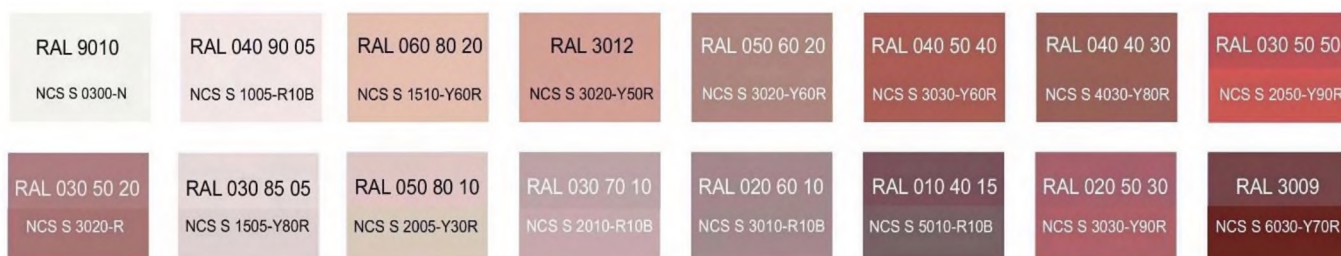 RAL 9010
NCS S 0300-N
RAL 040 90 05
NCS S 1005-R10B
RAL 060 80 20
NCS S 1510-Y60R
RAL 3012
NCS S 3020-Y50R
RAL 050 60 20
NCS S 3020-Y60R
RAL 040 50 40
NCS S 3030-Y60R
RAL 040 40 30
NCS S 4030-Y80R
RAL 030 50 50
NCS S 2050-Y90R
RAL 030 50 20
NCS S 3020-R
RAL 030 85 05
NCS S 1505-Y80R
RAL 050 80 10
NCS S 2005-Y30R
RAL 030 70 10
NCS S 2010-R10B
RAL 020 60 10
NCS S 3010-R10B
RAL 010 40 15
NCS S 5010-R10B
RAL 020 50 30
NCS S 3030-Y90R
RAL 3009
NCS S 6030-Y70R